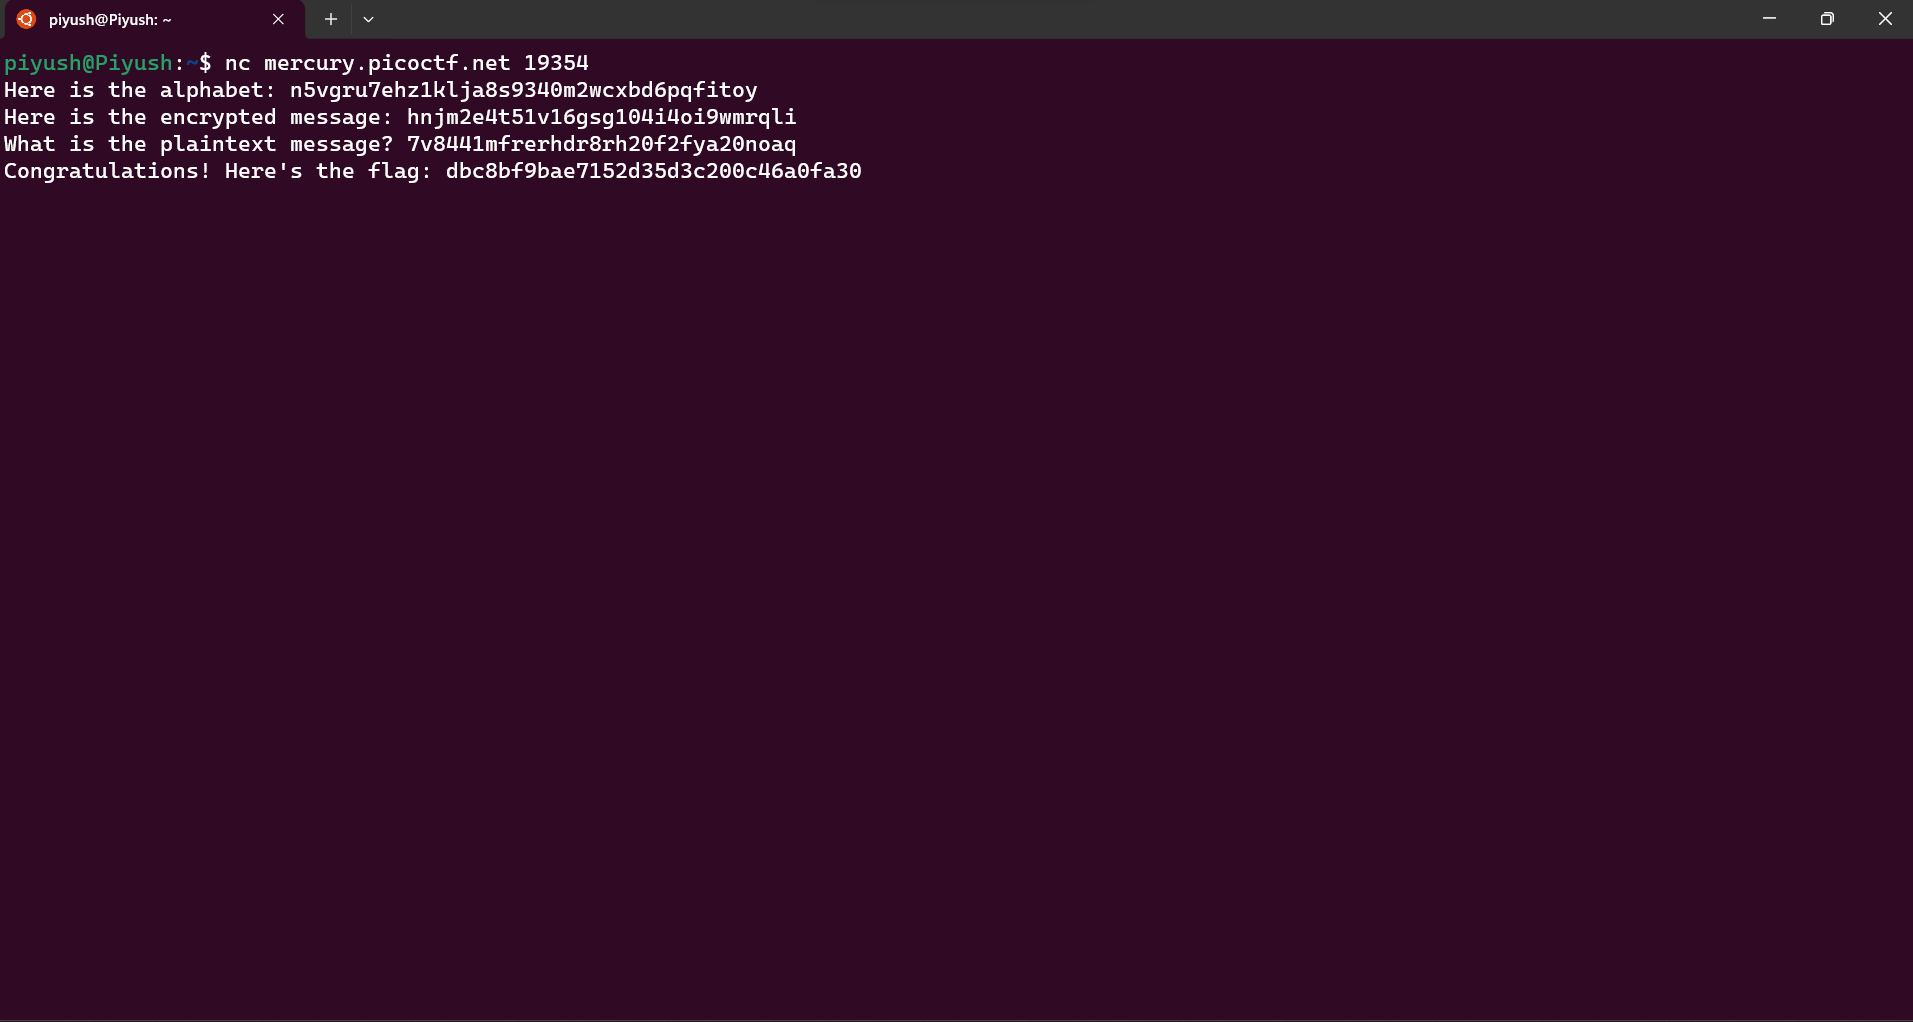 piyush@Piyush: ~
piyush@Piyush:~$ nc mercury.picoctf.net 19354
Here is the alphabet: n5vgru7ehz1klja8s9340m2wcxbd6pqfitoy
Here is the encrypted message: hnjm2e4t51v16gsg104i4oi9wmrqli
What is the plaintext message? 7v8441mfrerhdr8rh20f2fya20noaq
Congratulations! Here's the flag: dbc8bf9bae7152d35d3c200c46a0fa30